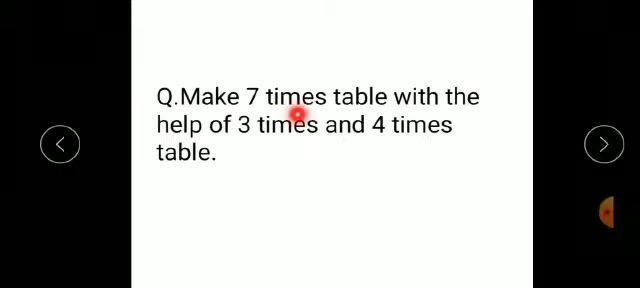 Q.Make 7 times table with the
help of 3 times and 4 times
table.